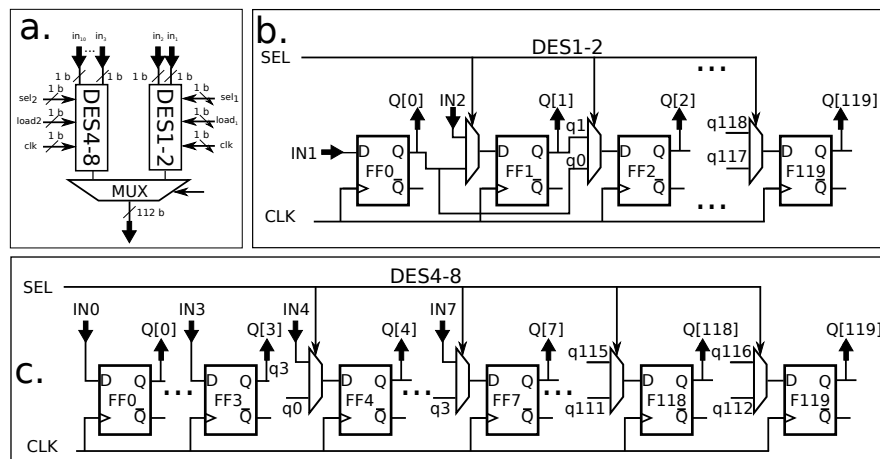 a.
in₁₀ ... in₃ in₂ in₁
1 b 1 b 1 b 1 b
sel₂ 1 b DES4-8 DES1-2 1 b sel₁
load2 1 b 1 b load₁
clk 1 b 1 b clk
MUX
112 b
b.
DES1-2
SEL
...
Q[0] IN2 Q[1] Q[2] Q[119]
q1 q118
IN1 D Q D Q q0 D Q q117 D Q
FF0 FF1 FF2 F119
Q Q Q Q
...
CLK
c.
DES4-8
SEL
IN0 IN3 IN4 IN7
Q[0] Q[3] Q[4] Q[7] Q[118] Q[119]
q3 q115 q116
D Q ... D Q D Q ... D Q ... D Q D Q
FF0 FF3 q0 FF4 q3 FF7 q111 F118 q112 F119
Q Q Q Q Q Q
CLK